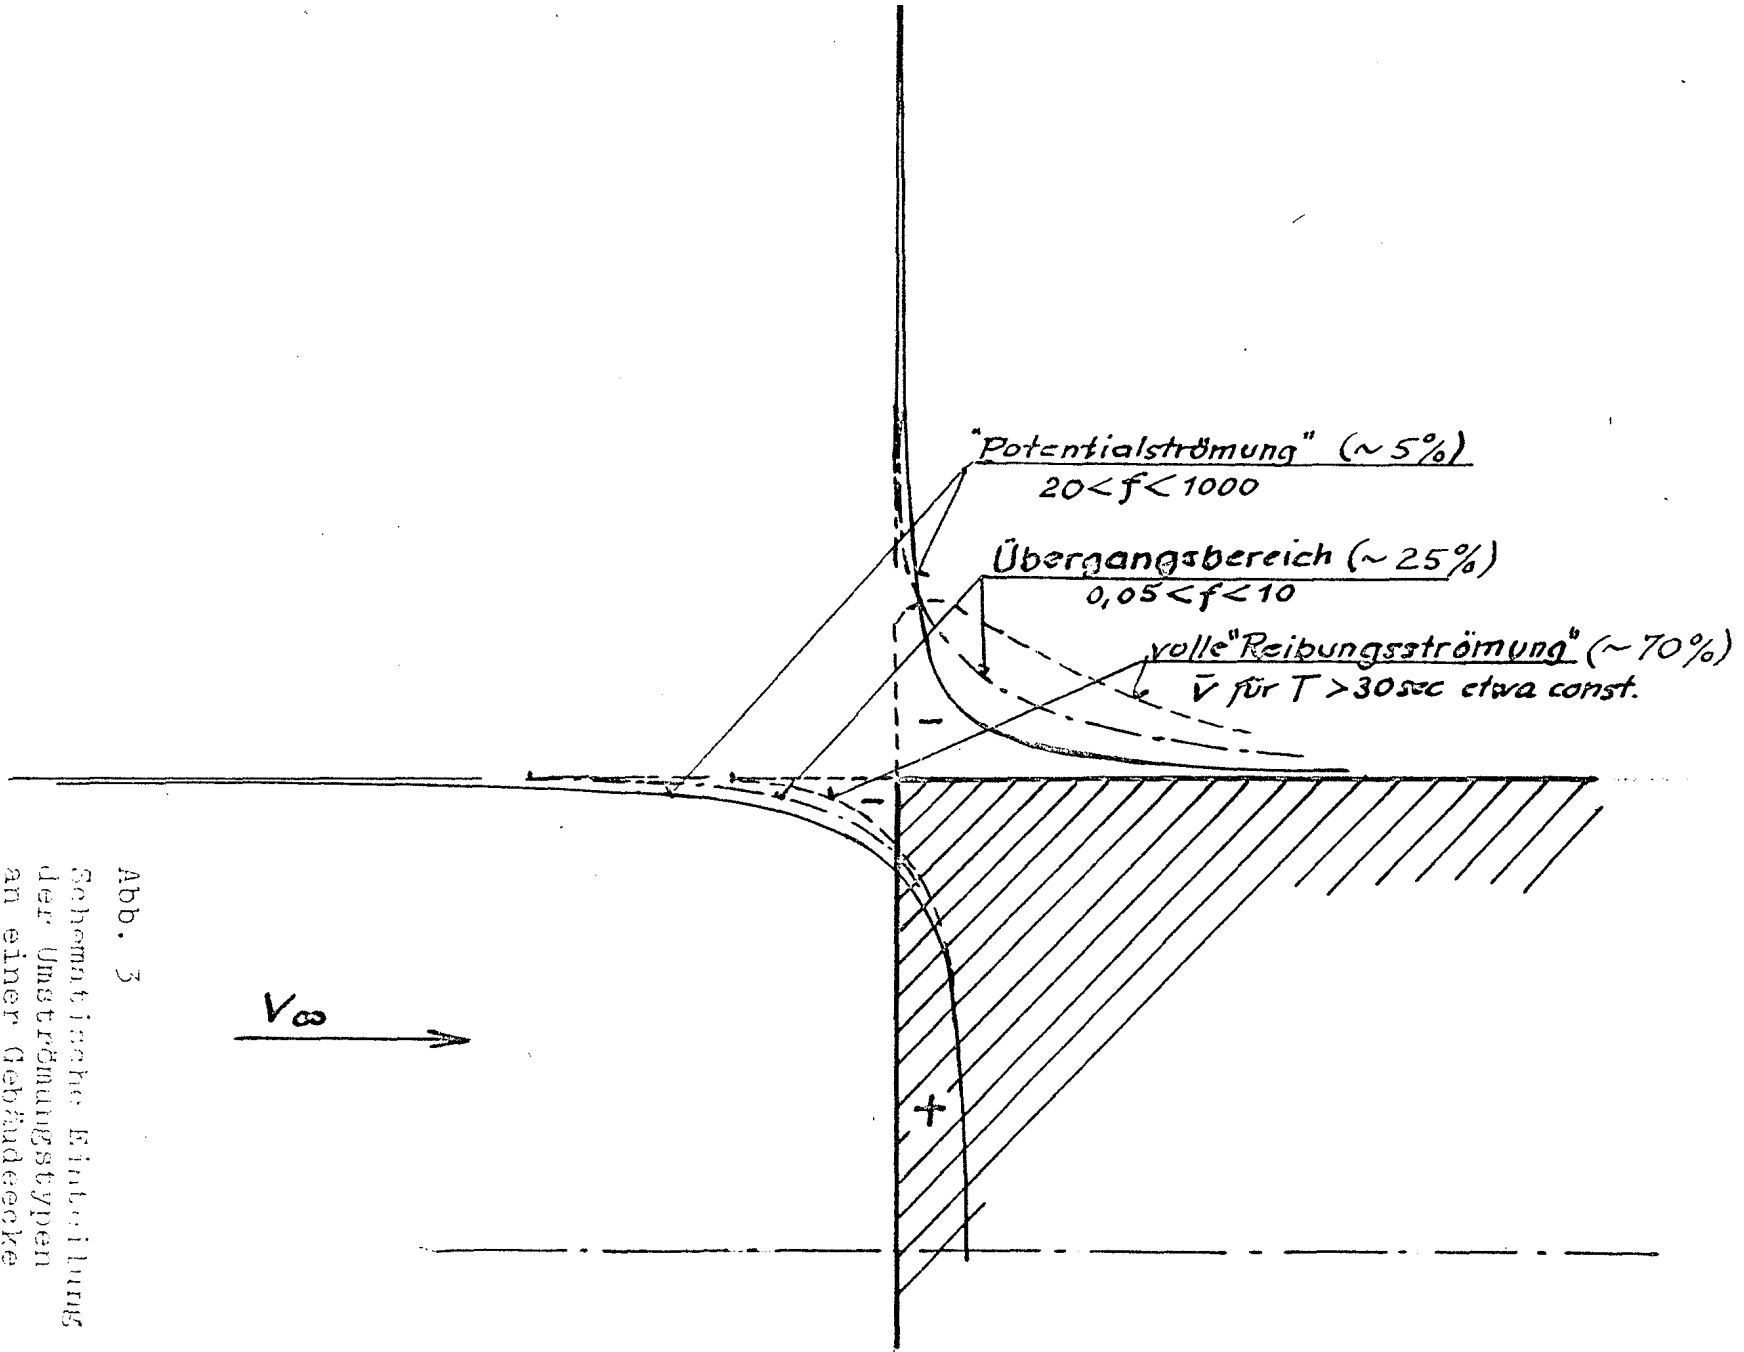 "Potentialströmung" (~5%)
20<f<1000
Übergangsbereich (~25%)
0,05<f<10
volle "Reibungsströmung" (~70%)
v̄ für T>30sec etwa const.
-
-
+
V∞
Abb. 3
Schematische Einteilung
der Umströmungstypen
an einer Gebäudeecke